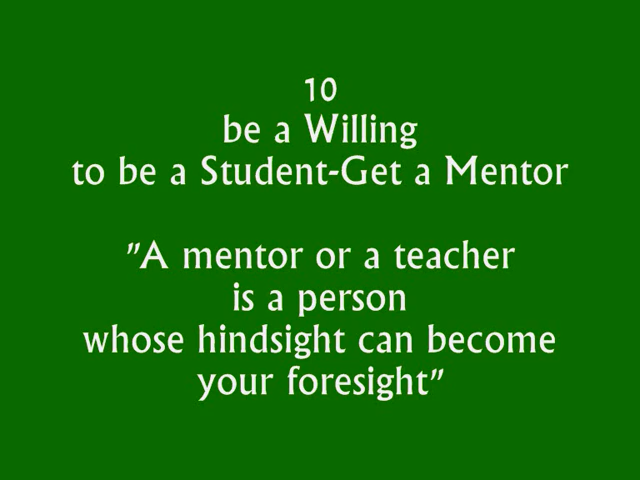 10
be a Willing
to be a Student-Get a Mentor
"A mentor or a teacher
is a person
whose hindsight can become
your foresight"